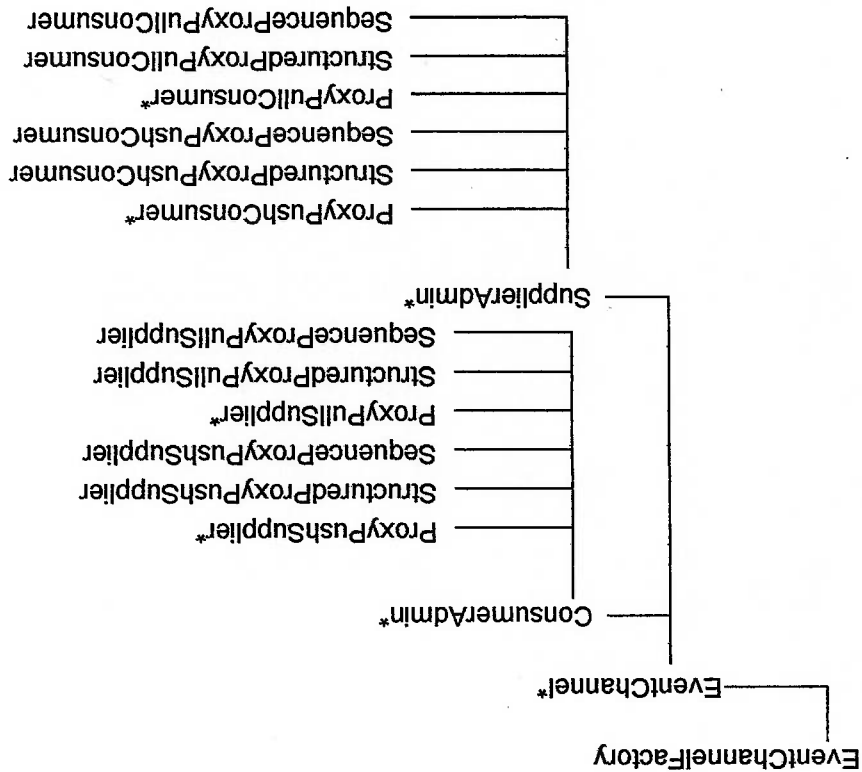 EventChannelFactory
EventChannel*
ConsumerAdmin*
ProxyPushSupplier*
StructuredProxyPushSupplier
SequenceProxyPushSupplier
ProxyPullSupplier*
StructuredProxyPullSupplier
SequenceProxyPullSupplier
SupplierAdmin*
ProxyPushConsumer*
StructuredProxyPushConsumer
SequenceProxyPushConsumer
ProxyPullConsumer*
StructuredProxyPullConsumer
SequenceProxyPullConsumer